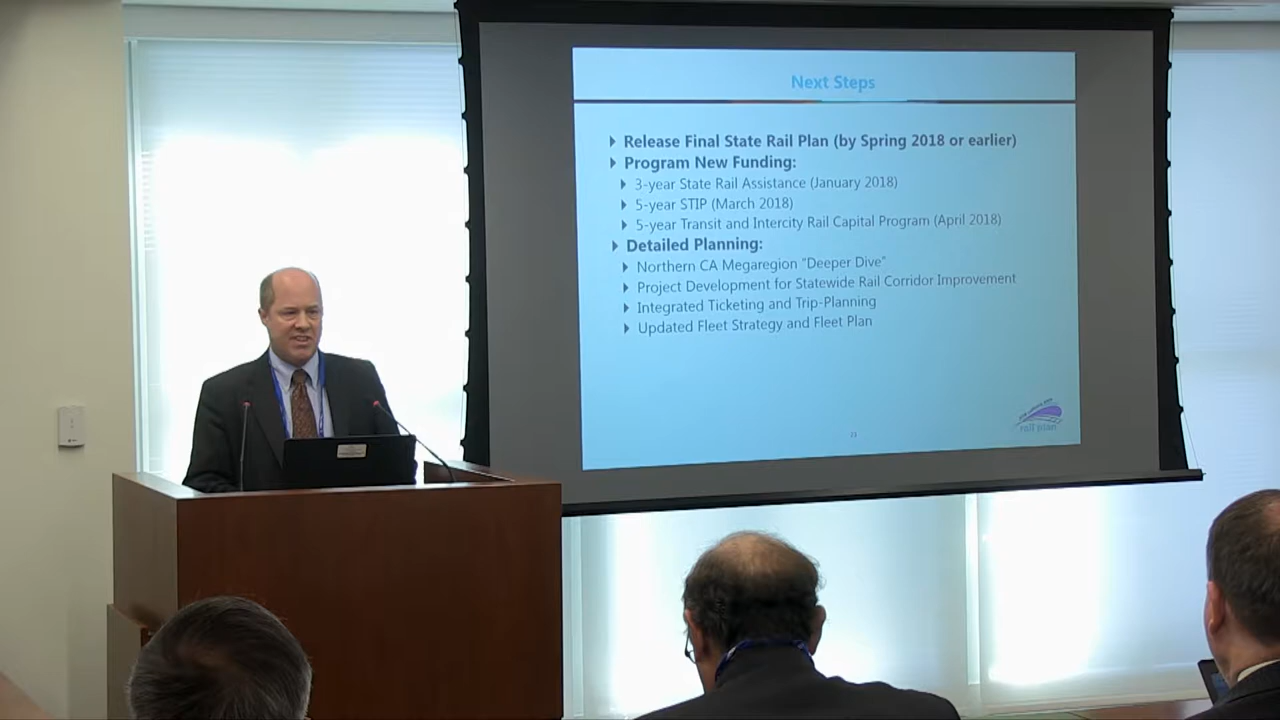 Next Steps
Release Final State Rail Plan (by Spring 2018 or earlier)
Program New Funding:
3-year State Rail Assistance (January 2018)
5-year STIP (March 2018)
5-year Transit and Intercity Rail Capital Program (April 2018)
Detailed Planning:
Northern CA Megaregion "Deeper Dive"
Project Development for Statewide Rail Corridor Improvement
Integrated Ticketing and Trip-Planning
Updated Fleet Strategy and Fleet Plan
rail plan